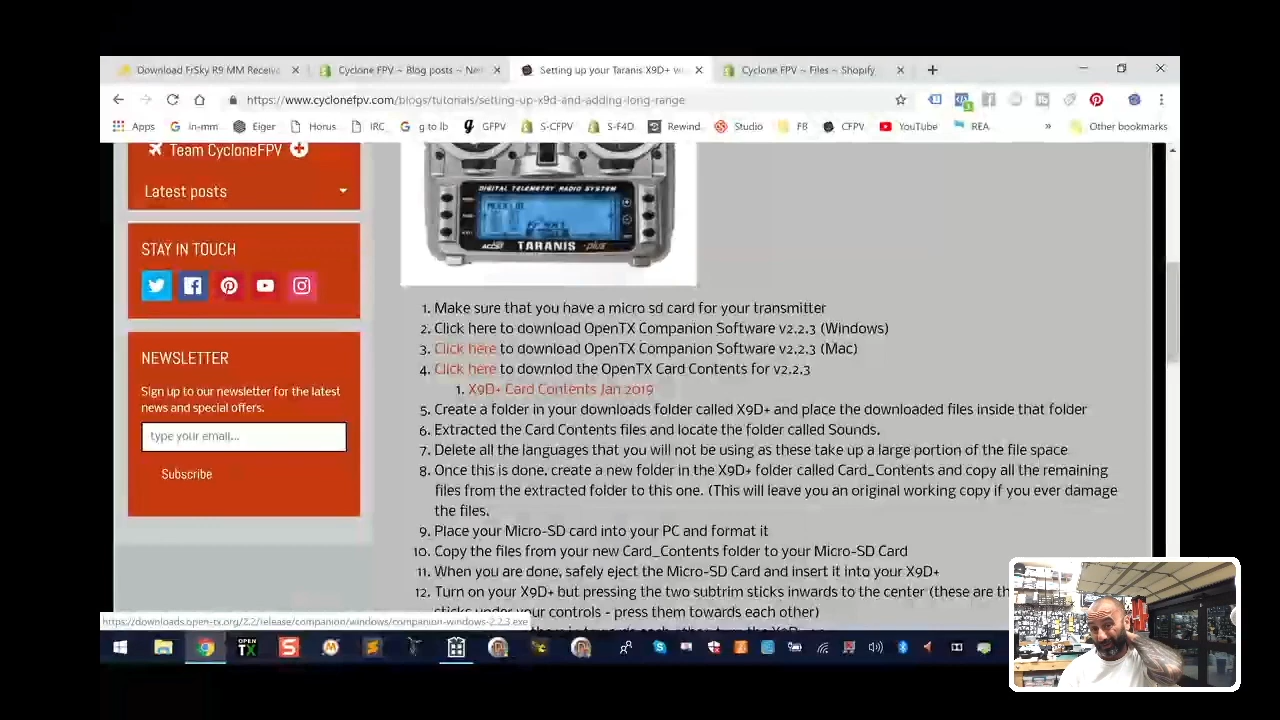 Download FrSky R9 MM Receive
Cyclone FPV ~ Blog posts ~ Ne
Setting up your Taranis X9D+ w
Cyclone FPV ~ Files ~ Shopify
https://www.cyclonefpv.com/blogs/tutorials/setting-up-x9d-and-adding-long-range
Apps
in-mm
Eiger
Horus
IRC
g to lb
GFPV
S-CFPV
S-F4D
Rewind
Studio
FB
CFPV
YouTube
REA
»
Other bookmarks
Team CycloneFPV
Latest posts
STAY IN TOUCH
NEWSLETTER
Sign up to our newsletter for the latest
news and special offers.
type your email...
Subscribe
DIGITAL TELEMETRY RADIO SYSTEM
ACCST
TARANIS
plus
1. Make sure that you have a micro sd card for your transmitter
2. Click here to download OpenTX Companion Software v2.2.3 (Windows)
3. Click here to download OpenTX Companion Software v2.2.3 (Mac)
4. Click here to downlod the OpenTX Card Contents for v2.2.3
1. X9D+ Card Contents Jan 2019
5. Create a folder in your downloads folder called X9D+ and place the downloaded files inside that folder
6. Extracted the Card Contents files and locate the folder called Sounds.
7. Delete all the languages that you will not be using as these take up a large portion of the file space
8. Once this is done, create a new folder in the X9D+ folder called Card_Contents and copy all the remaining
files from the extracted folder to this one. (This will leave you an original working copy if you ever damage
the files.
9. Place your Micro-SD card into your PC and format it
10. Copy the files from your new Card_Contents folder to your Micro-SD Card
11. When you are done, safely eject the Micro-SD Card and insert it into your X9D+
12. Turn on your X9D+ but pressing the two subtrim sticks inwards to the center (these are th
sticks under your controls - press them towards each other)
https://downloads.open-tx.org/2.2/release/companion/windows/companion-windows-2.2.3.exe
OPEN
TX